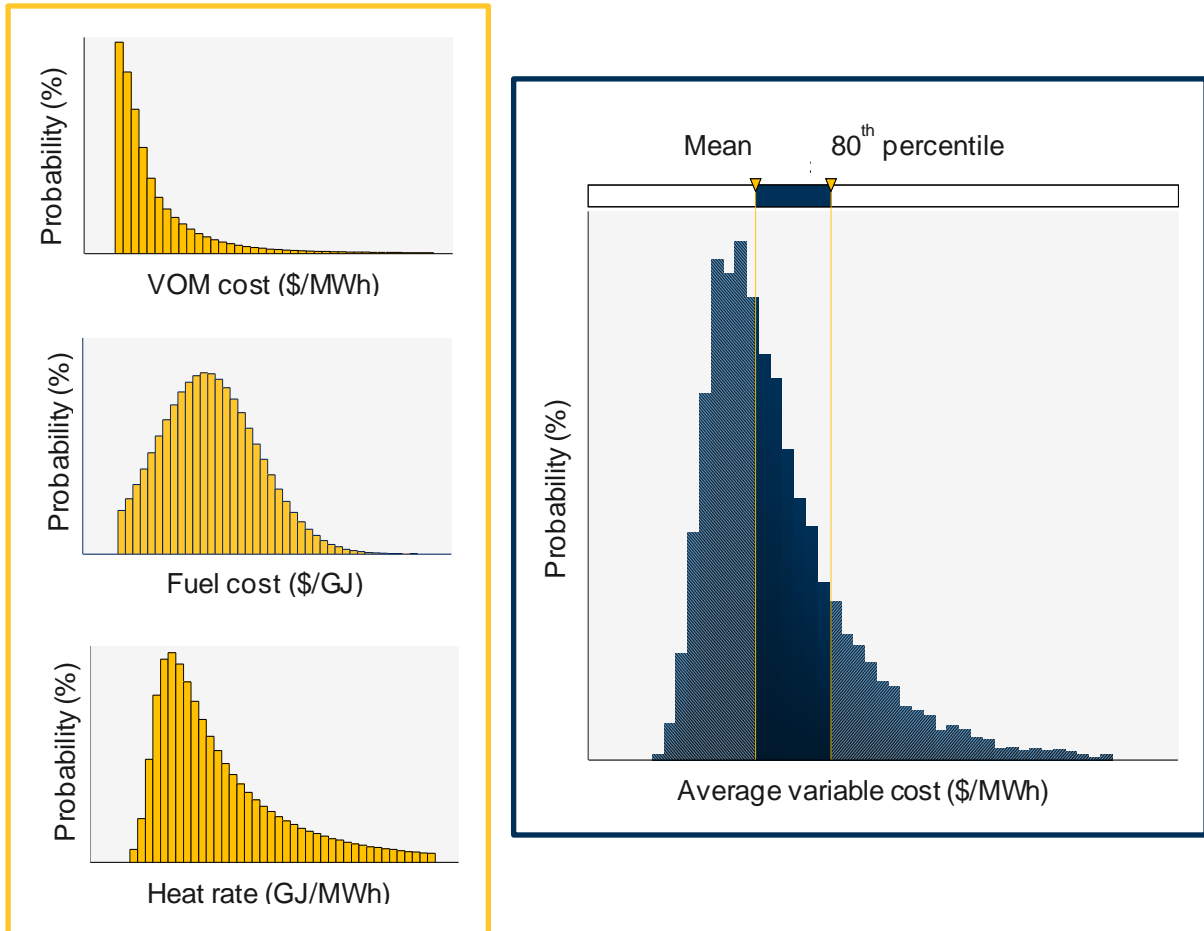 Probability (%)
VOM cost ($/MWh)
Probability (%)
Fuel cost ($/GJ)
Probability (%)
Heat rate (GJ/MWh)
Mean
80th percentile
Probability (%)
Average variable cost ($/MWh)